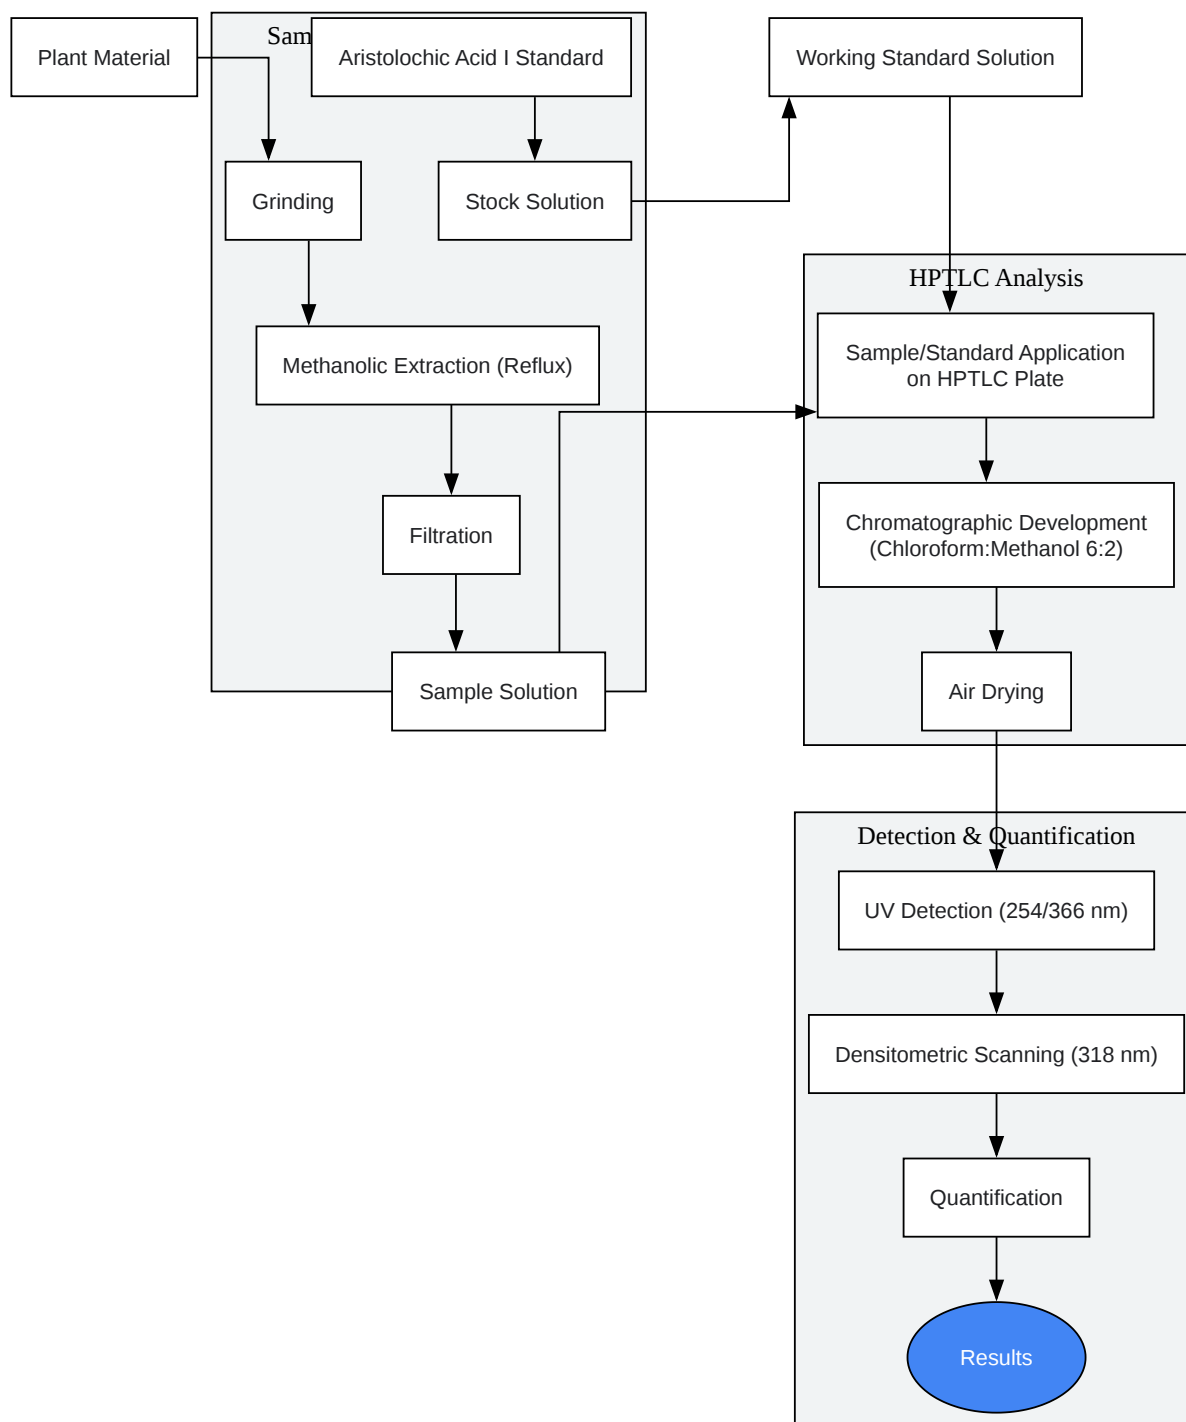 Plant Material
Sam
Aristolochic Acid I Standard
Working Standard Solution
Grinding
Stock Solution
HPTLC Analysis
Methanolic Extraction (Reflux)
Sample/Standard Application
on HPTLC Plate
Filtration
Chromatographic Development
(Chloroform:Methanol 6:2)
Sample Solution
Air Drying
Detection & Quantification
UV Detection (254/366 nm)
Densitometric Scanning (318 nm)
Quantification
Results